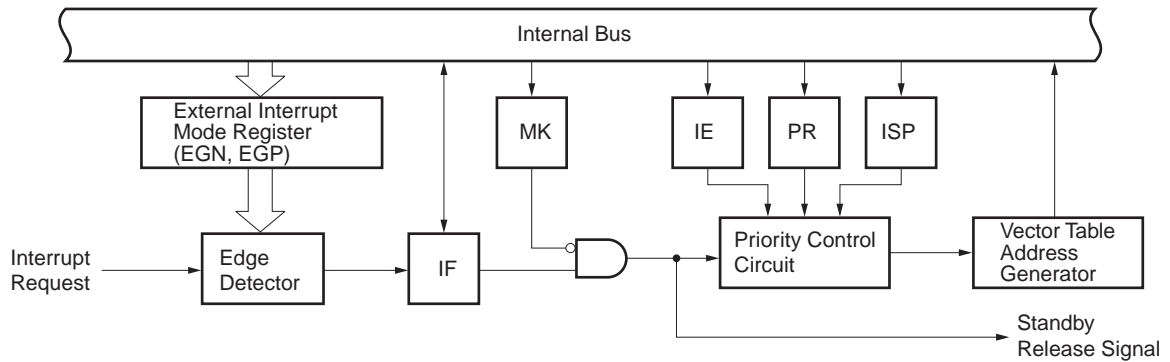 Internal Bus
External Interrupt
Mode Register
(EGN, EGP)
MK
IE
PR
ISP
Interrupt
Request
Edge
Detector
IF
Priority Control
Circuit
Vector Table
Address
Generator
Standby
Release Signal